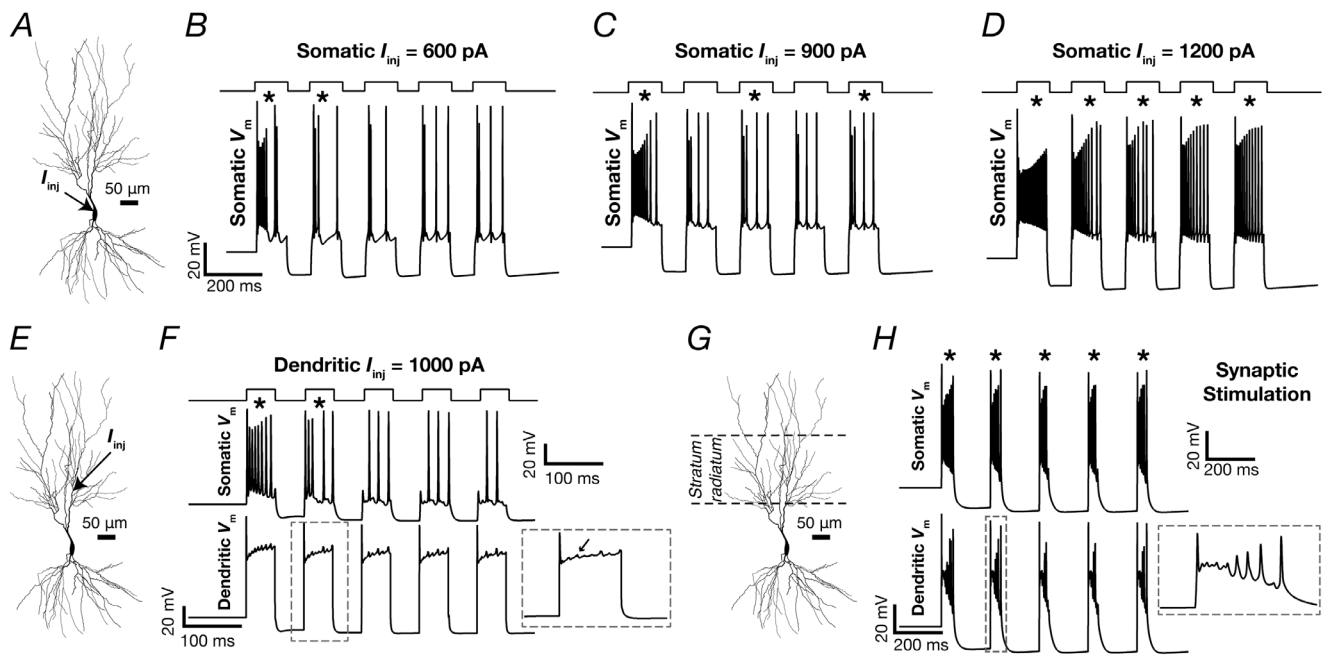 A
I_inj
50 µm
B
Somatic I_inj = 600 pA
* *
Somatic V_m
20 mV
200 ms
C
Somatic I_inj = 900 pA
* * *
Somatic V_m
D
Somatic I_inj = 1200 pA
* * * * *
Somatic V_m
E
I_inj
50 µm
F
Dendritic I_inj = 1000 pA
* *
Somatic V_m
20 mV
100 ms
Dendritic V_m
20 mV
100 ms
G
Stratum
radiatum
50 µm
H
* * * * *
Synaptic
Stimulation
Somatic V_m
20 mV
200 ms
Dendritic V_m
20 mV
200 ms